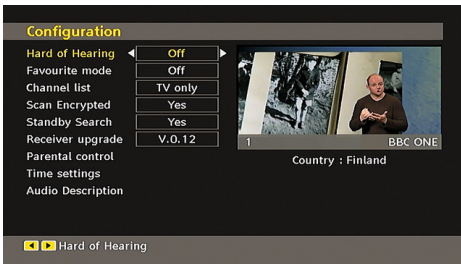 Configuration
Hard of Hearing Off
Favourite mode Off
Channel list TV only
Scan Encrypted Yes
Standby Search Yes
Receiver upgrade V.0.12
Parental control
Time settings
Audio Description
1 BBC ONE
Country : Finland
Hard of Hearing